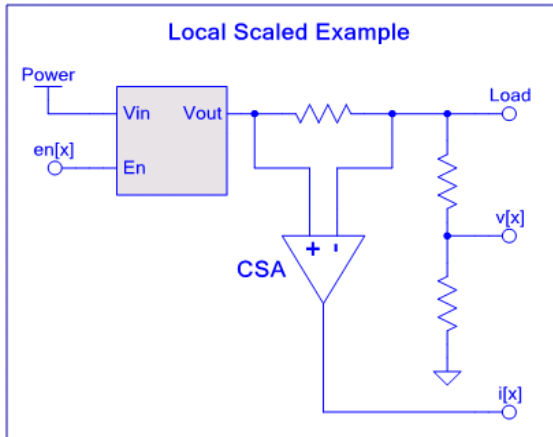 Local Scaled Example
Power
Vin
Vout
Load
en[x]
En
v[x]
+ -
CSA
i[x]